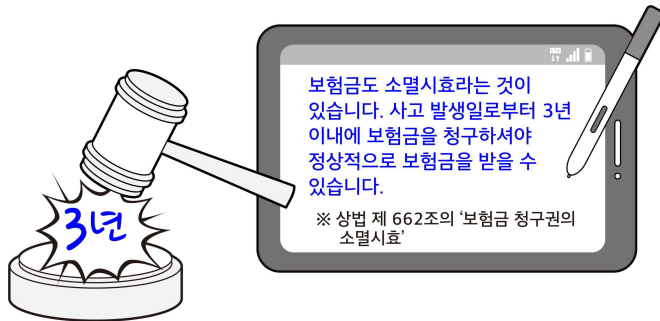 보험금도 소멸시효라는 것이
있습니다. 사고 발생일로부터 3년
이내에 보험금을 청구하셔야
정상적으로 보험금을 받을 수
있습니다.
※ 상법 제 662조의 ‘보험금 청구권의
소멸시효’
3년